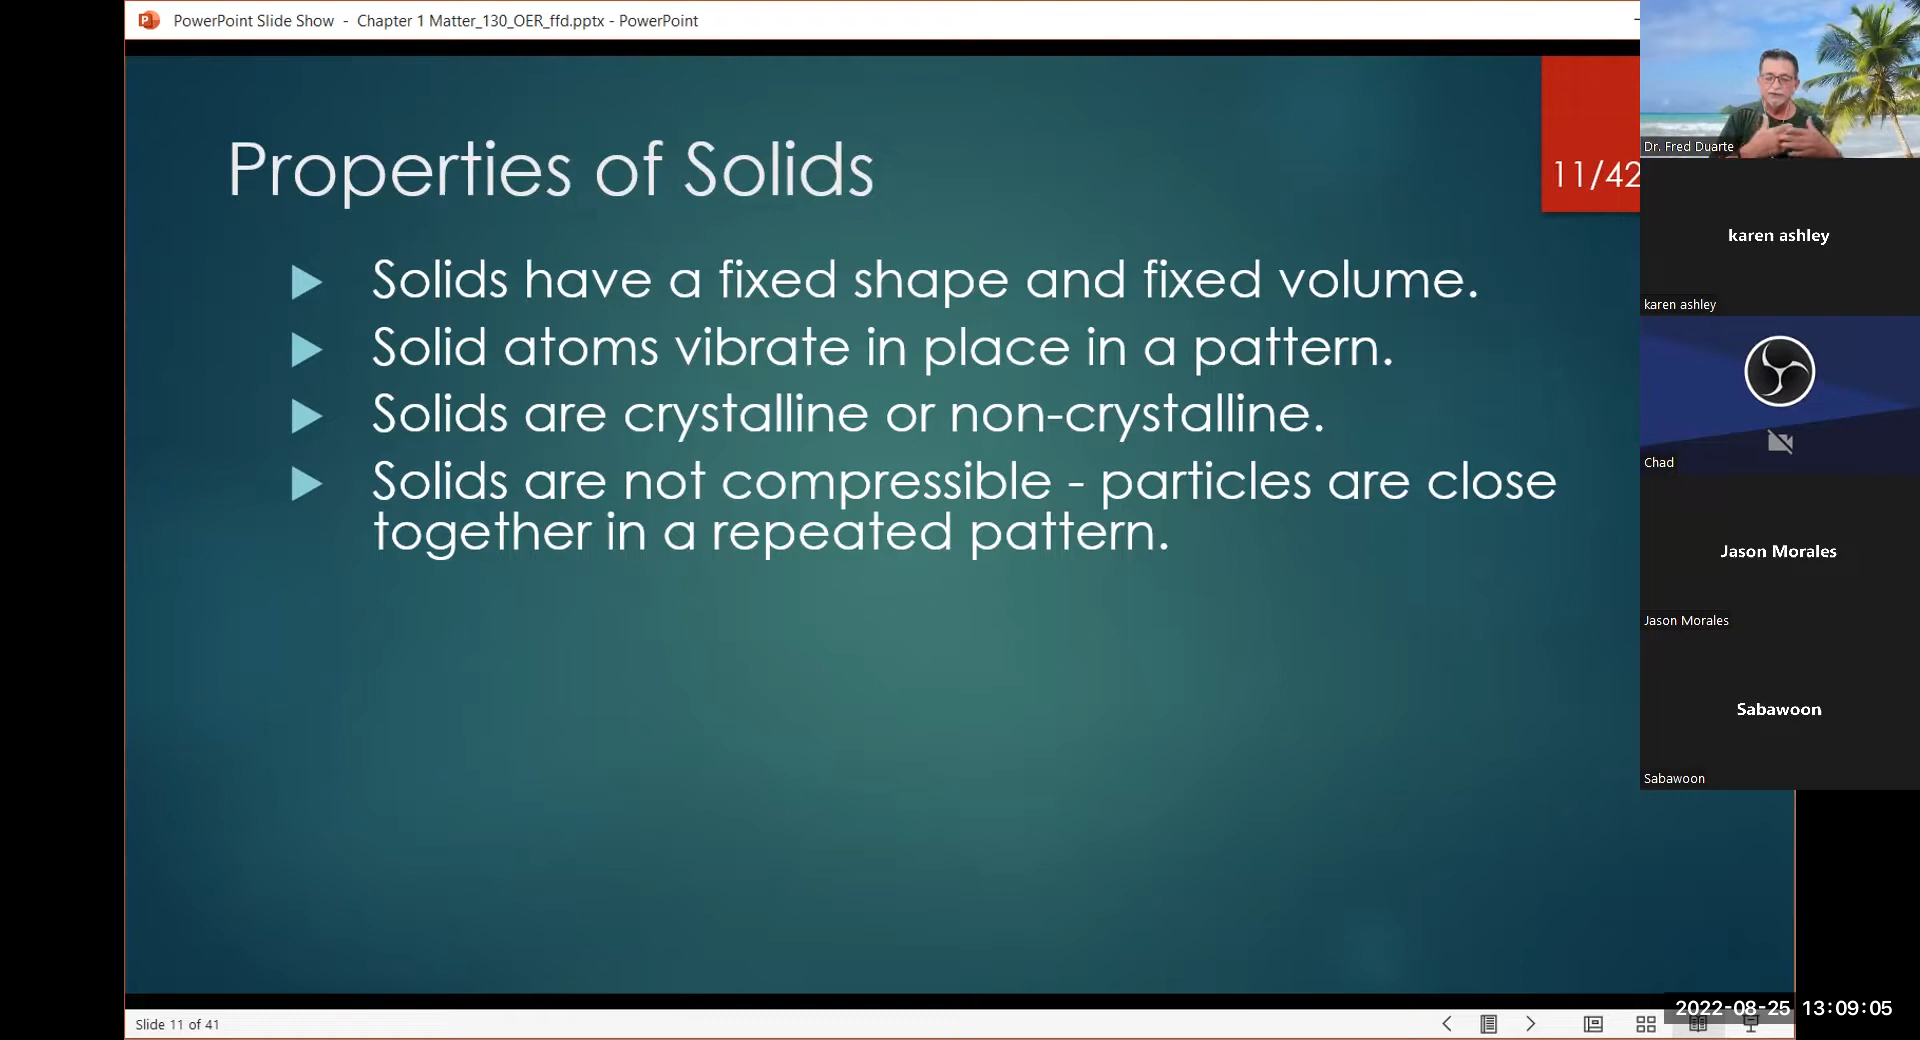 PowerPoint Slide Show - Chapter 1 Matter_130_OER_ffd.pptx - PowerPoint
Properties of Solids
11/42
Solids have a fixed shape and fixed volume.
Solid atoms vibrate in place in a pattern.
Solids are crystalline or non-crystalline.
Solids are not compressible - particles are close
together in a repeated pattern.
Dr. Fred Duarte
karen ashley
karen ashley
Chad
Jason Morales
Jason Morales
Sabawoon
Sabawoon
Slide 11 of 41
2022-08-25 13:09:05